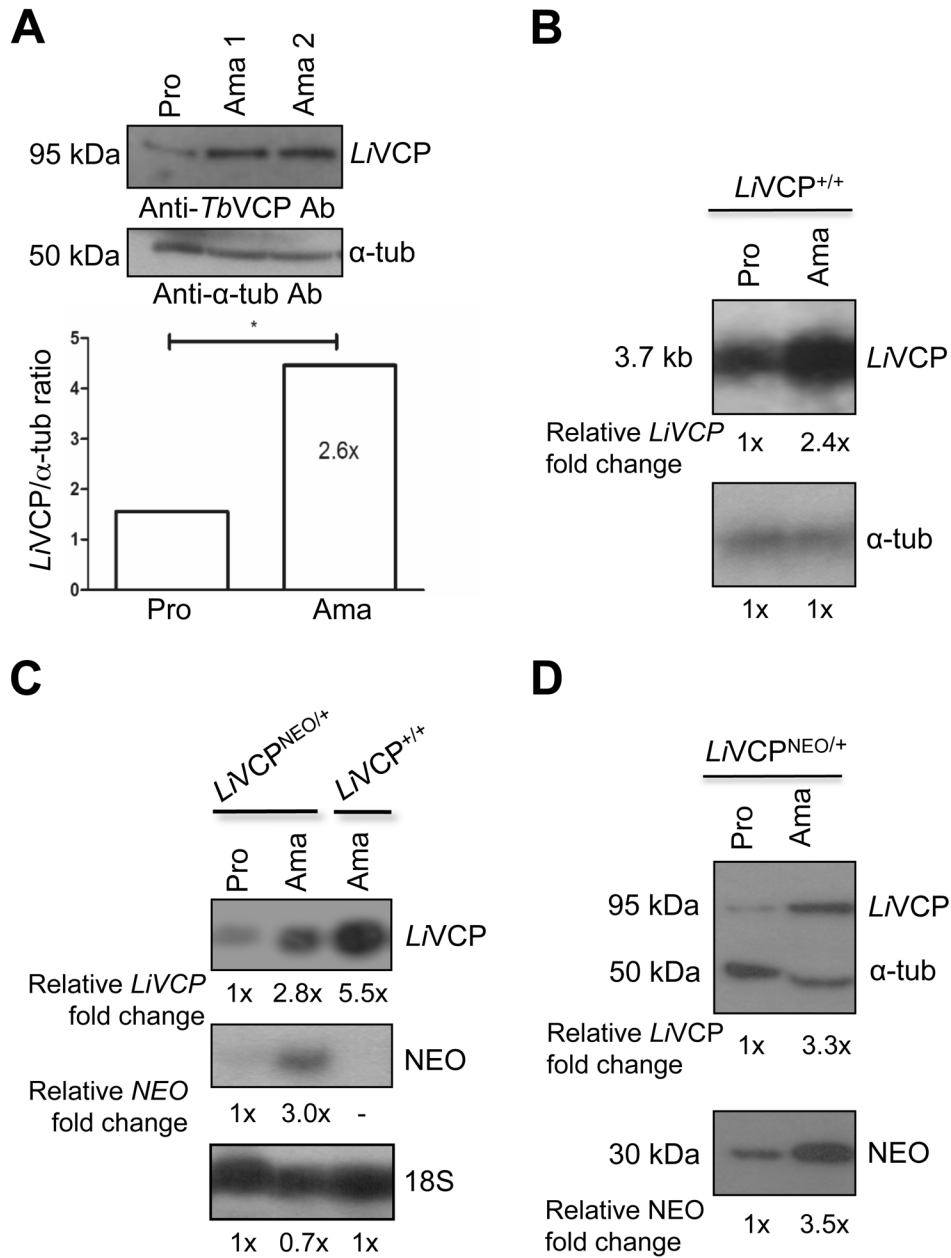 A
Pro
Ama 1
Ama 2
95 kDa
LiVCP
Anti-TbVCP Ab
50 kDa
α-tub
Anti-α-tub Ab
*
LiVCP/α-tub ratio
5
4
3
2
1
0
2.6x
Pro
Ama
B
LiVCP+/+
Pro
Ama
3.7 kb
LiVCP
Relative LiVCP
fold change
1x 2.4x
α-tub
1x 1x
C
LiVCPNEO/+
LiVCP+/+
Pro
Ama
Ama
LiVCP
Relative LiVCP
fold change
1x 2.8x 5.5x
NEO
Relative NEO
fold change
1x 3.0x -
18S
1x 0.7x 1x
D
LiVCPNEO/+
Pro
Ama
95 kDa
LiVCP
50 kDa
α-tub
Relative LiVCP
fold change
1x 3.3x
30 kDa
NEO
Relative NEO
fold change
1x 3.5x